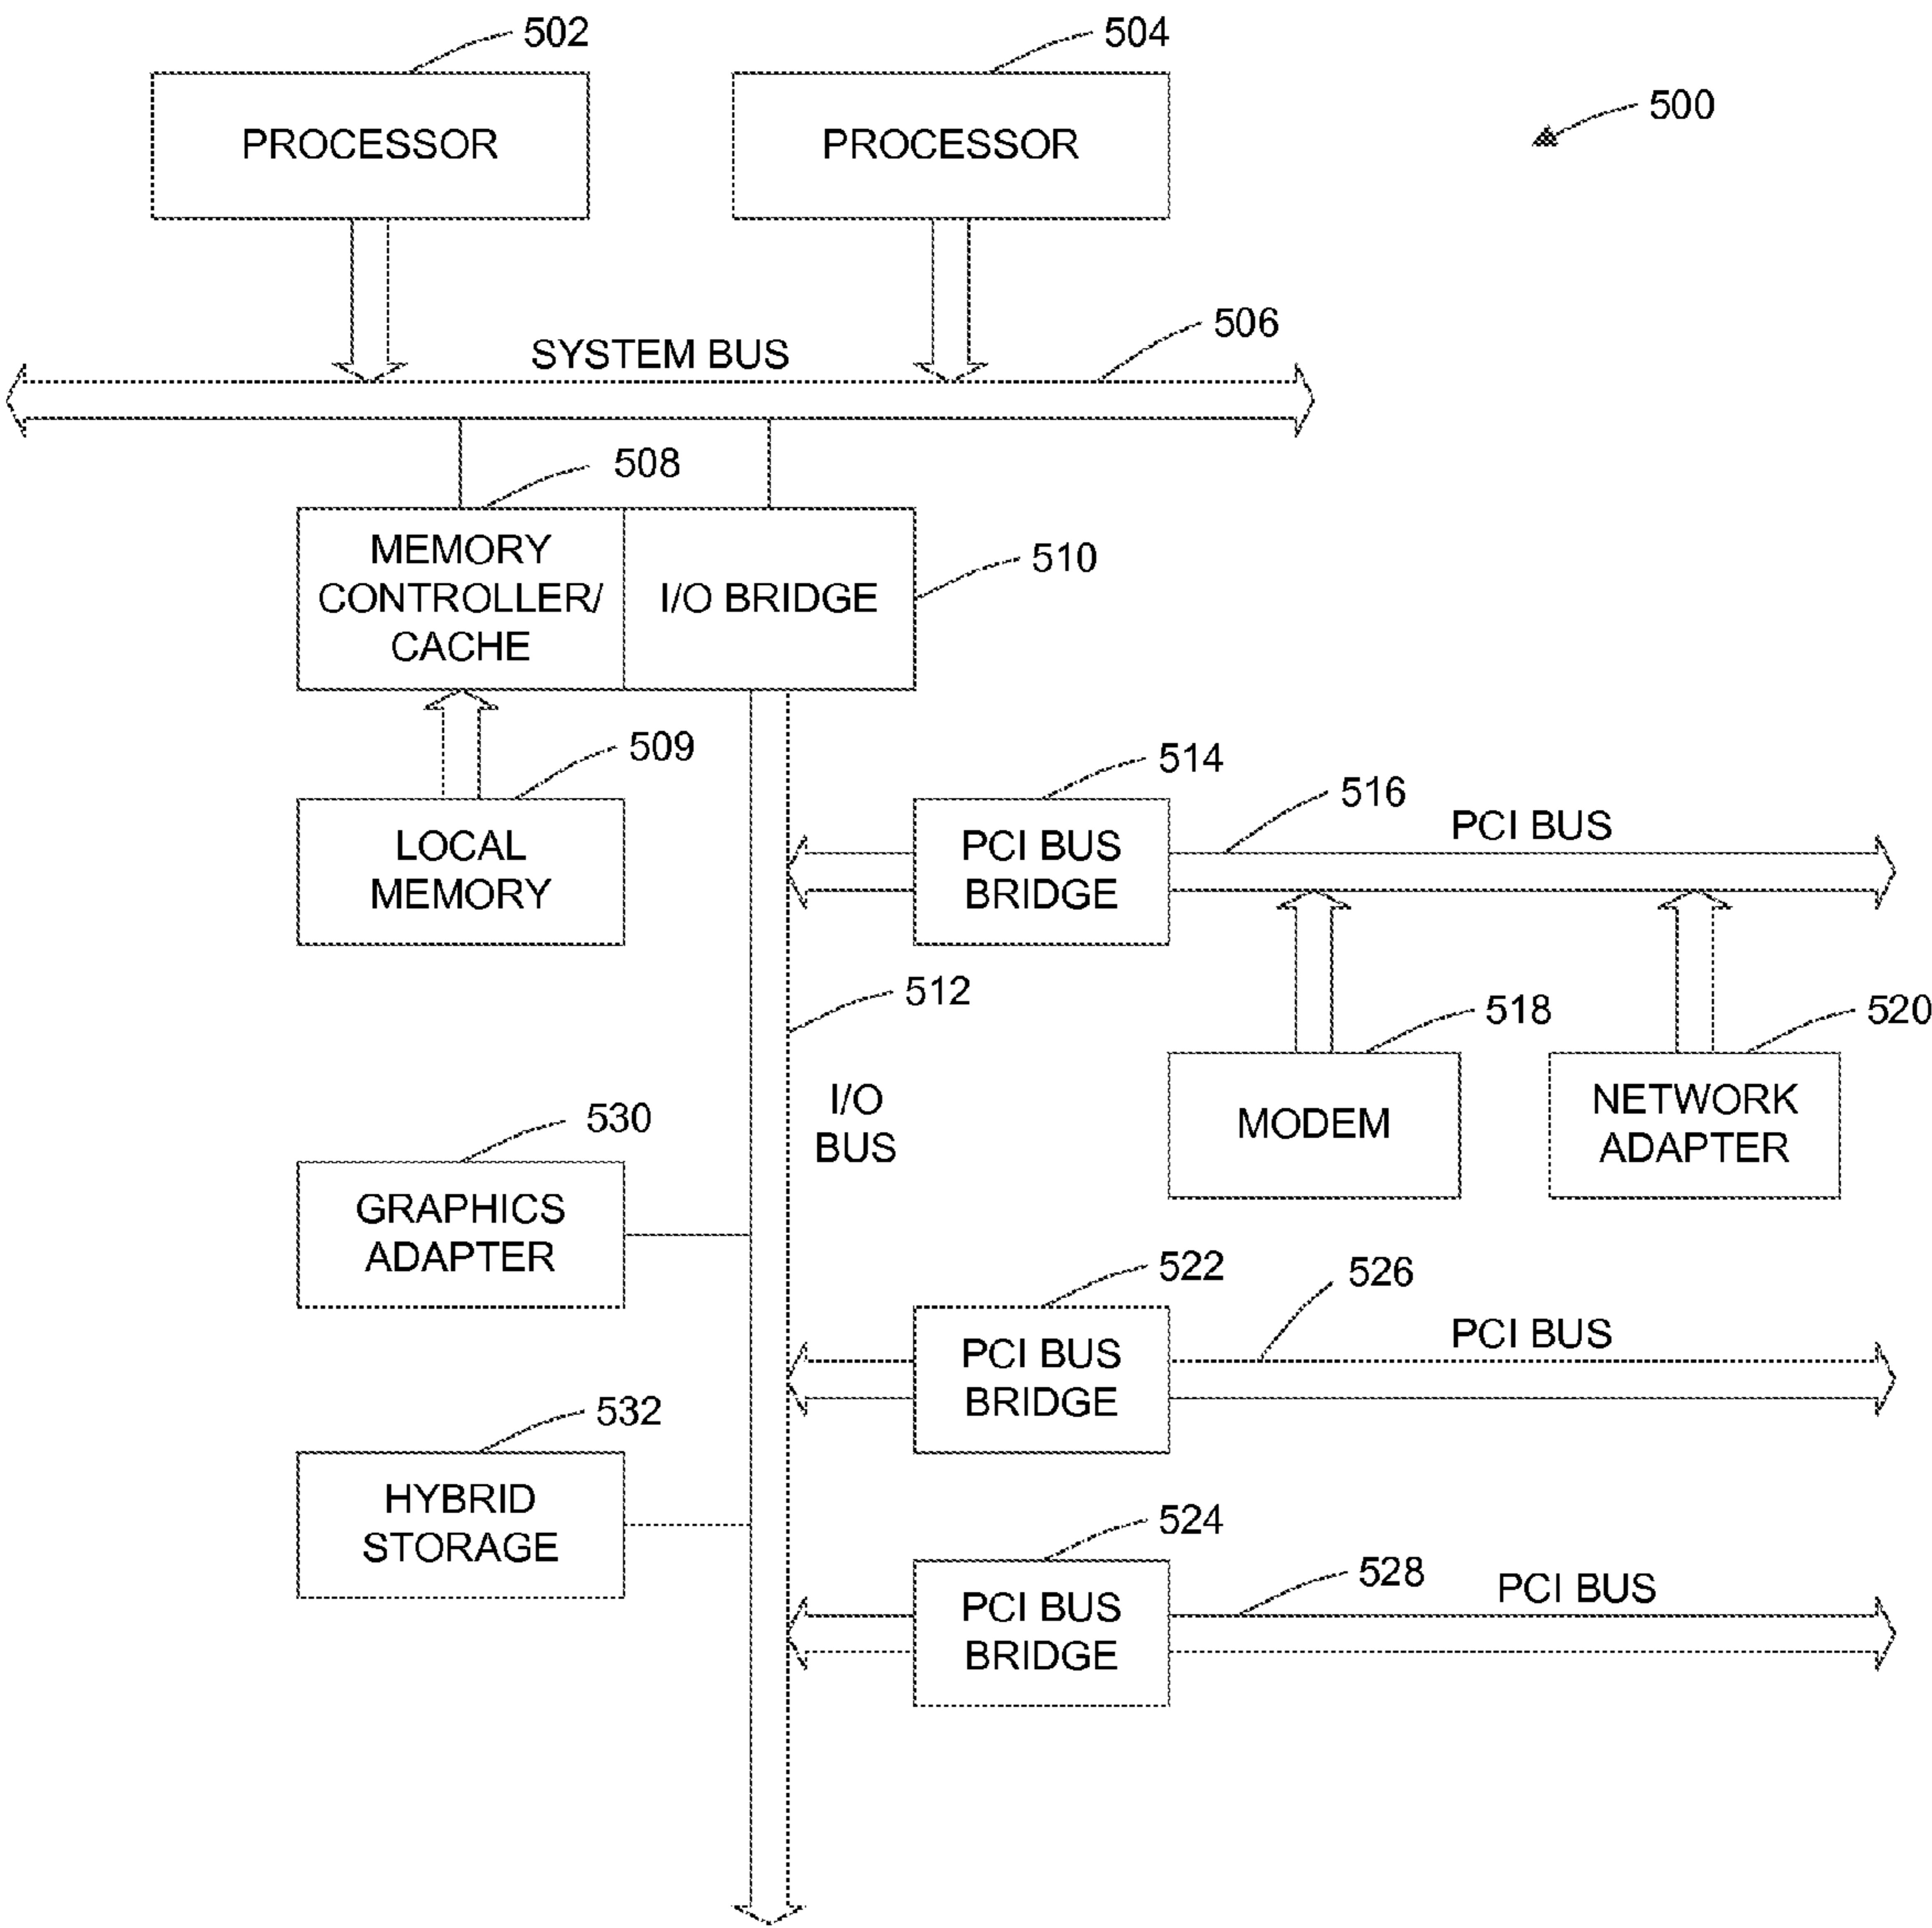 502
504
500
PROCESSOR
PROCESSOR
506
SYSTEM BUS
508
MEMORY
CONTROLLER/
CACHE
I/O BRIDGE
510
509
LOCAL
MEMORY
514
516
PCI BUS
PCI BUS
BRIDGE
512
518
520
I/O
BUS
MODEM
NETWORK
ADAPTER
530
GRAPHICS
ADAPTER
522
526
PCI BUS
PCI BUS
BRIDGE
532
HYBRID
STORAGE
524
528
PCI BUS
PCI BUS
BRIDGE